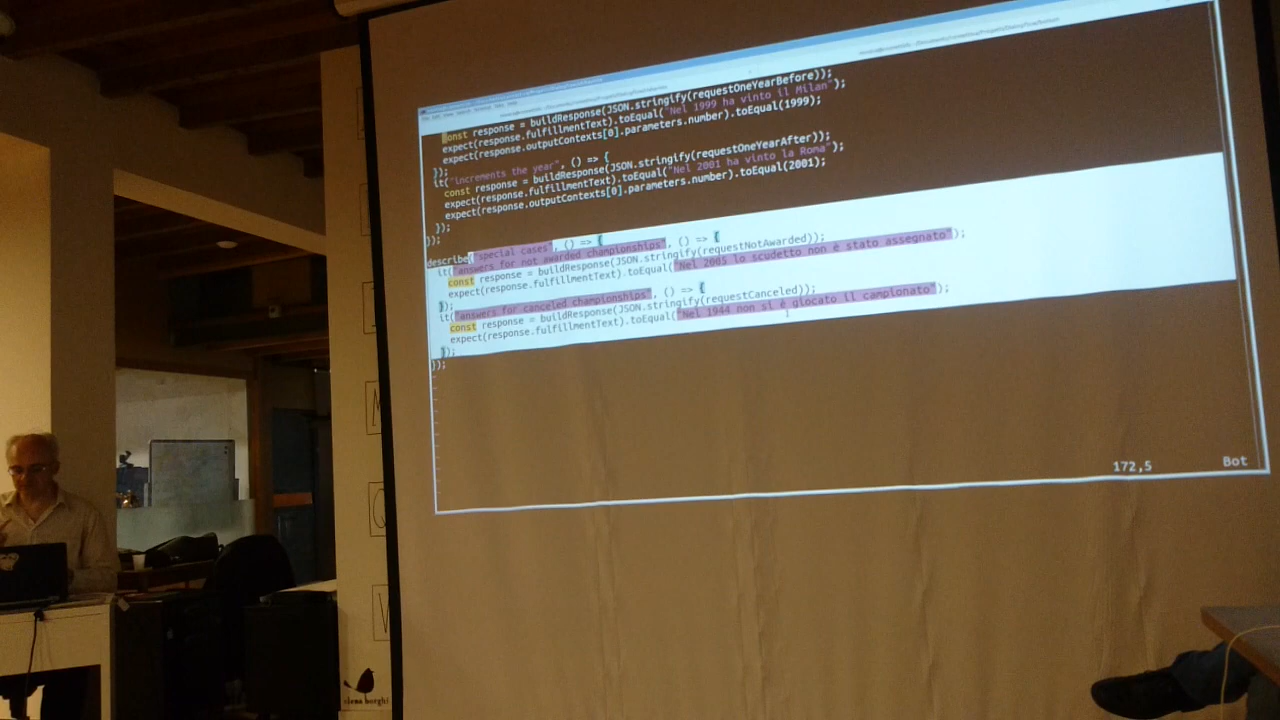 const response = buildResponse(JSON.stringify(requestOneYearBefore));
expect(response.fulfillmentText).toEqual("Nel 1999 ha vinto il Milan");
expect(response.outputContexts[0].parameters.number).toEqual(1999);
});
it("increments the year", () => {
const response = buildResponse(JSON.stringify(requestOneYearAfter));
expect(response.fulfillmentText).toEqual("Nel 2001 ha vinto la Roma");
expect(response.outputContexts[0].parameters.number).toEqual(2001);
});
});
describe("special cases", () => {
it("answers for not awarded championships", () => {
const response = buildResponse(JSON.stringify(requestNotAwarded));
expect(response.fulfillmentText).toEqual("Nel 2005 lo scudetto non è stato assegnato");
});
it("answers for canceled championships", () => {
const response = buildResponse(JSON.stringify(requestCanceled));
expect(response.fulfillmentText).toEqual("Nel 1944 non si è giocato il campionato");
});
});
172,5 Bot
M
Q
V
elena borghi